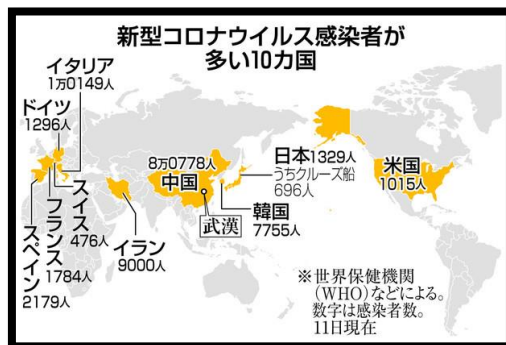 新型コロナウイルス感染者が
多い10カ国
イタリア
1万0149人
ドイツ
1296人
スイス
476人
フランス
1784人
スペイン
2179人
イラン
9000人
8万0778人
中国
武漢
日本1329人
うちクルーズ船
696人
韓国
7755人
米国
1015人
※世界保健機関
(WHO)などによる。
数字は感染者数。
11日現在